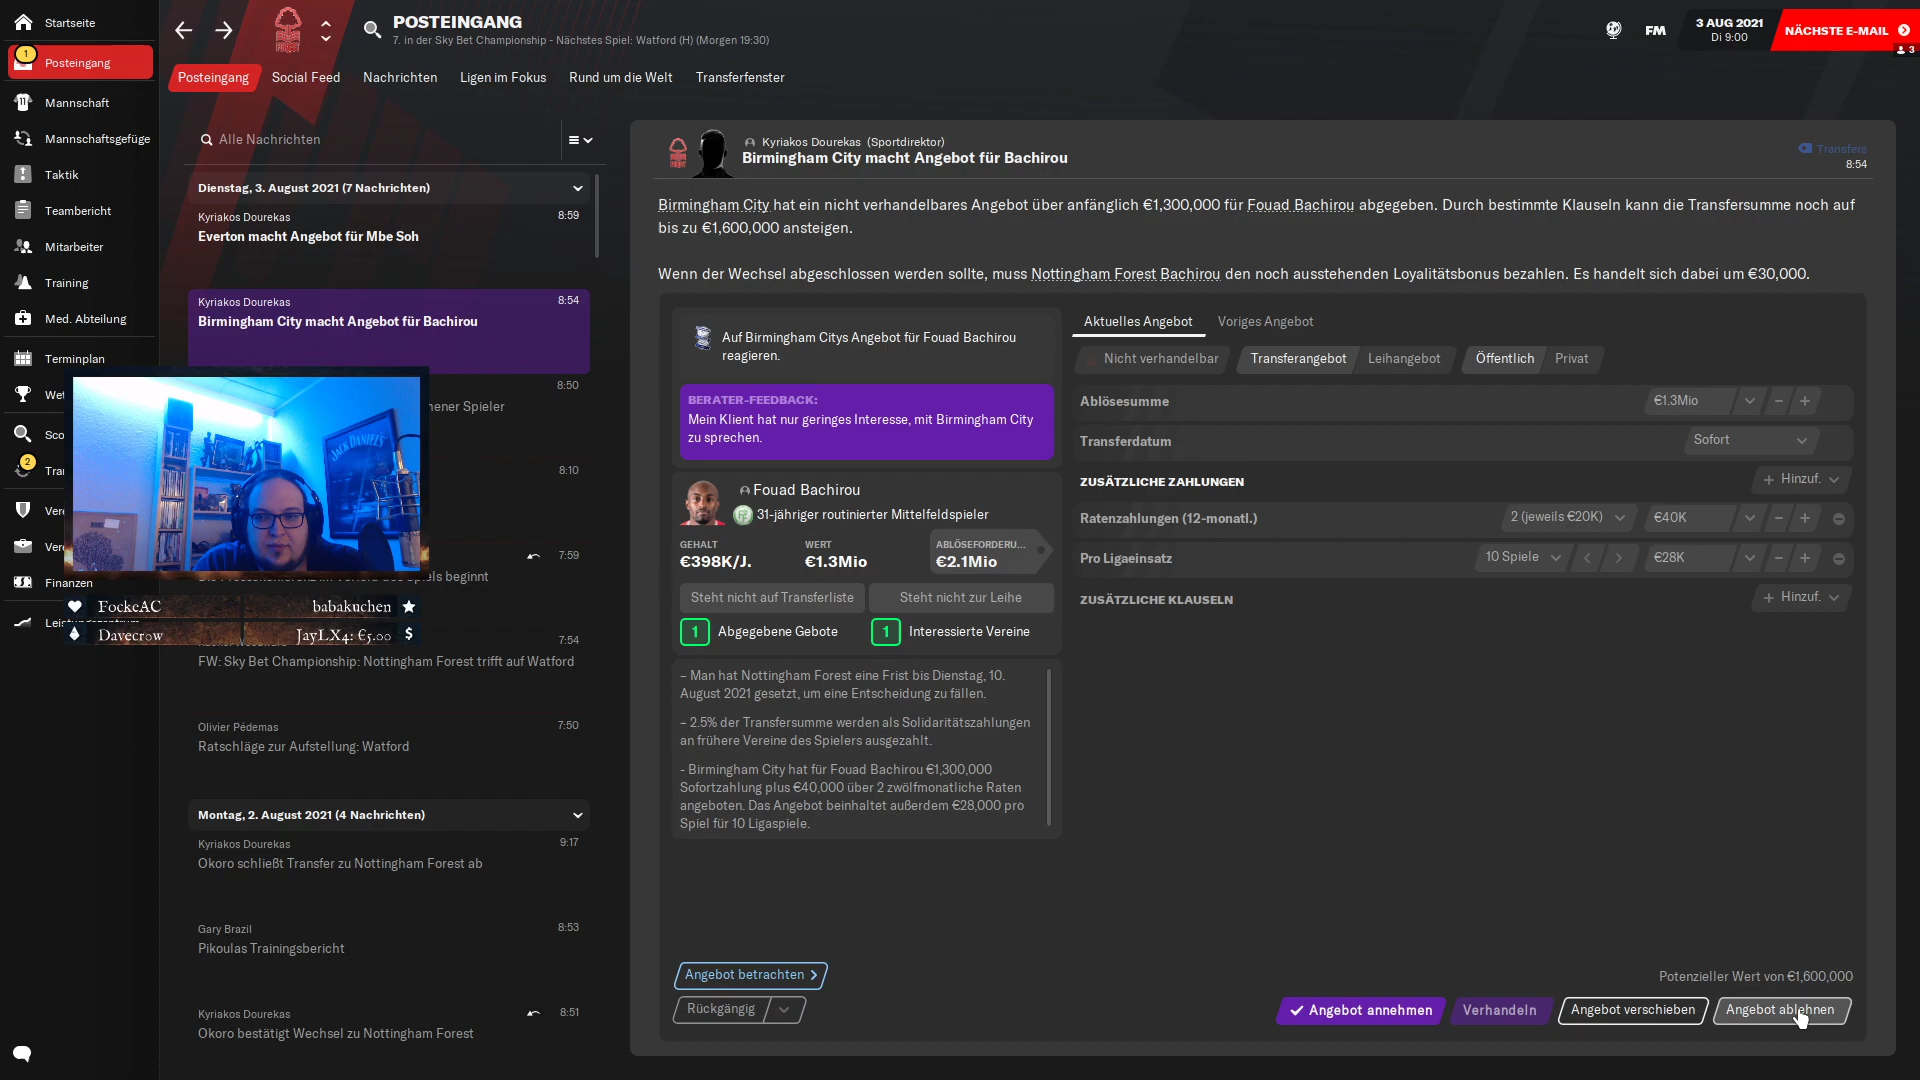 Startseite
1
Posteingang
Mannschaft
Mannschaftsgefüge
Taktik
Teambericht
Mitarbeiter
Training
Med. Abteilung
Terminplan
Wet
Sco
2
Tra
Vere
Ver
Finanzen
POSTEINGANG
7. in der Sky Bet Championship - Nächstes Spiel: Watford (H) (Morgen 19:30)
FM
3 AUG 2021
Di 9:00
NÄCHSTE E-MAIL
3
Posteingang
Social Feed
Nachrichten
Ligen im Fokus
Rund um die Welt
Transferfenster
Alle Nachrichten
Dienstag, 3. August 2021 (7 Nachrichten)
Kyriakos Dourekas 8:59
Everton macht Angebot für Mbe Soh
Kyriakos Dourekas 8:54
Birmingham City macht Angebot für Bachirou
8:50
nener Spieler
8:10
7:59
7:54
FW: Sky Bet Championship: Nottingham Forest trifft auf Watford
Olivier Pédemas 7:50
Ratschläge zur Aufstellung: Watford
Montag, 2. August 2021 (4 Nachrichten)
Kyriakos Dourekas 9:17
Okoro schließt Transfer zu Nottingham Forest ab
Gary Brazil 8:53
Pikoulas Trainingsbericht
Kyriakos Dourekas 8:51
Okoro bestätigt Wechsel zu Nottingham Forest
JACK DANIEL'S
FockeAC babakuchen
Davecrow JayLX4: €5.00 $
Kyriakos Dourekas (Sportdirektor)
Birmingham City macht Angebot für Bachirou
Transfers
8:54
Birmingham City hat ein nicht verhandelbares Angebot über anfänglich €1,300,000 für Fouad Bachirou abgegeben. Durch bestimmte Klauseln kann die Transfersumme noch auf
bis zu €1,600,000 ansteigen.
Wenn der Wechsel abgeschlossen werden sollte, muss Nottingham Forest Bachirou den noch ausstehenden Loyalitätsbonus bezahlen. Es handelt sich dabei um €30,000.
Auf Birmingham Citys Angebot für Fouad Bachirou
reagieren.
BERATER-FEEDBACK:
Mein Klient hat nur geringes Interesse, mit Birmingham City
zu sprechen.
Fouad Bachirou
31-jähriger routinierter Mittelfeldspieler
GEHALT
€398K/J.
WERT
€1.3Mio
ABLÖSEFORDERU...
€2.1Mio
Steht nicht auf Transferliste
Steht nicht zur Leihe
1 Abgegebene Gebote
1 Interessierte Vereine
– Man hat Nottingham Forest eine Frist bis Dienstag, 10.
August 2021 gesetzt, um eine Entscheidung zu fällen.
– 2.5% der Transfersumme werden als Solidaritätszahlungen
an frühere Vereine des Spielers ausgezahlt.
- Birmingham City hat für Fouad Bachirou €1,300,000
Sofortzahlung plus €40,000 über 2 zwölfmonatliche Raten
angeboten. Das Angebot beinhaltet außerdem €28,000 pro
Spiel für 10 Ligaspiele.
Aktuelles Angebot
Voriges Angebot
Nicht verhandelbar
Transferangebot
Leihangebot
Öffentlich
Privat
Ablösesumme €1.3Mio
Transferdatum Sofort
ZUSÄTZLICHE ZAHLUNGEN + Hinzuf.
Ratenzahlungen (12-monatl.) 2 (jeweils €20K) €40K
Pro Ligaeinsatz 10 Spiele €28K
ZUSÄTZLICHE KLAUSELN + Hinzuf.
Angebot betrachten
Rückgängig
Potenzieller Wert von €1,600,000
Angebot annehmen
Verhandeln
Angebot verschieben
Angebot ablehnen